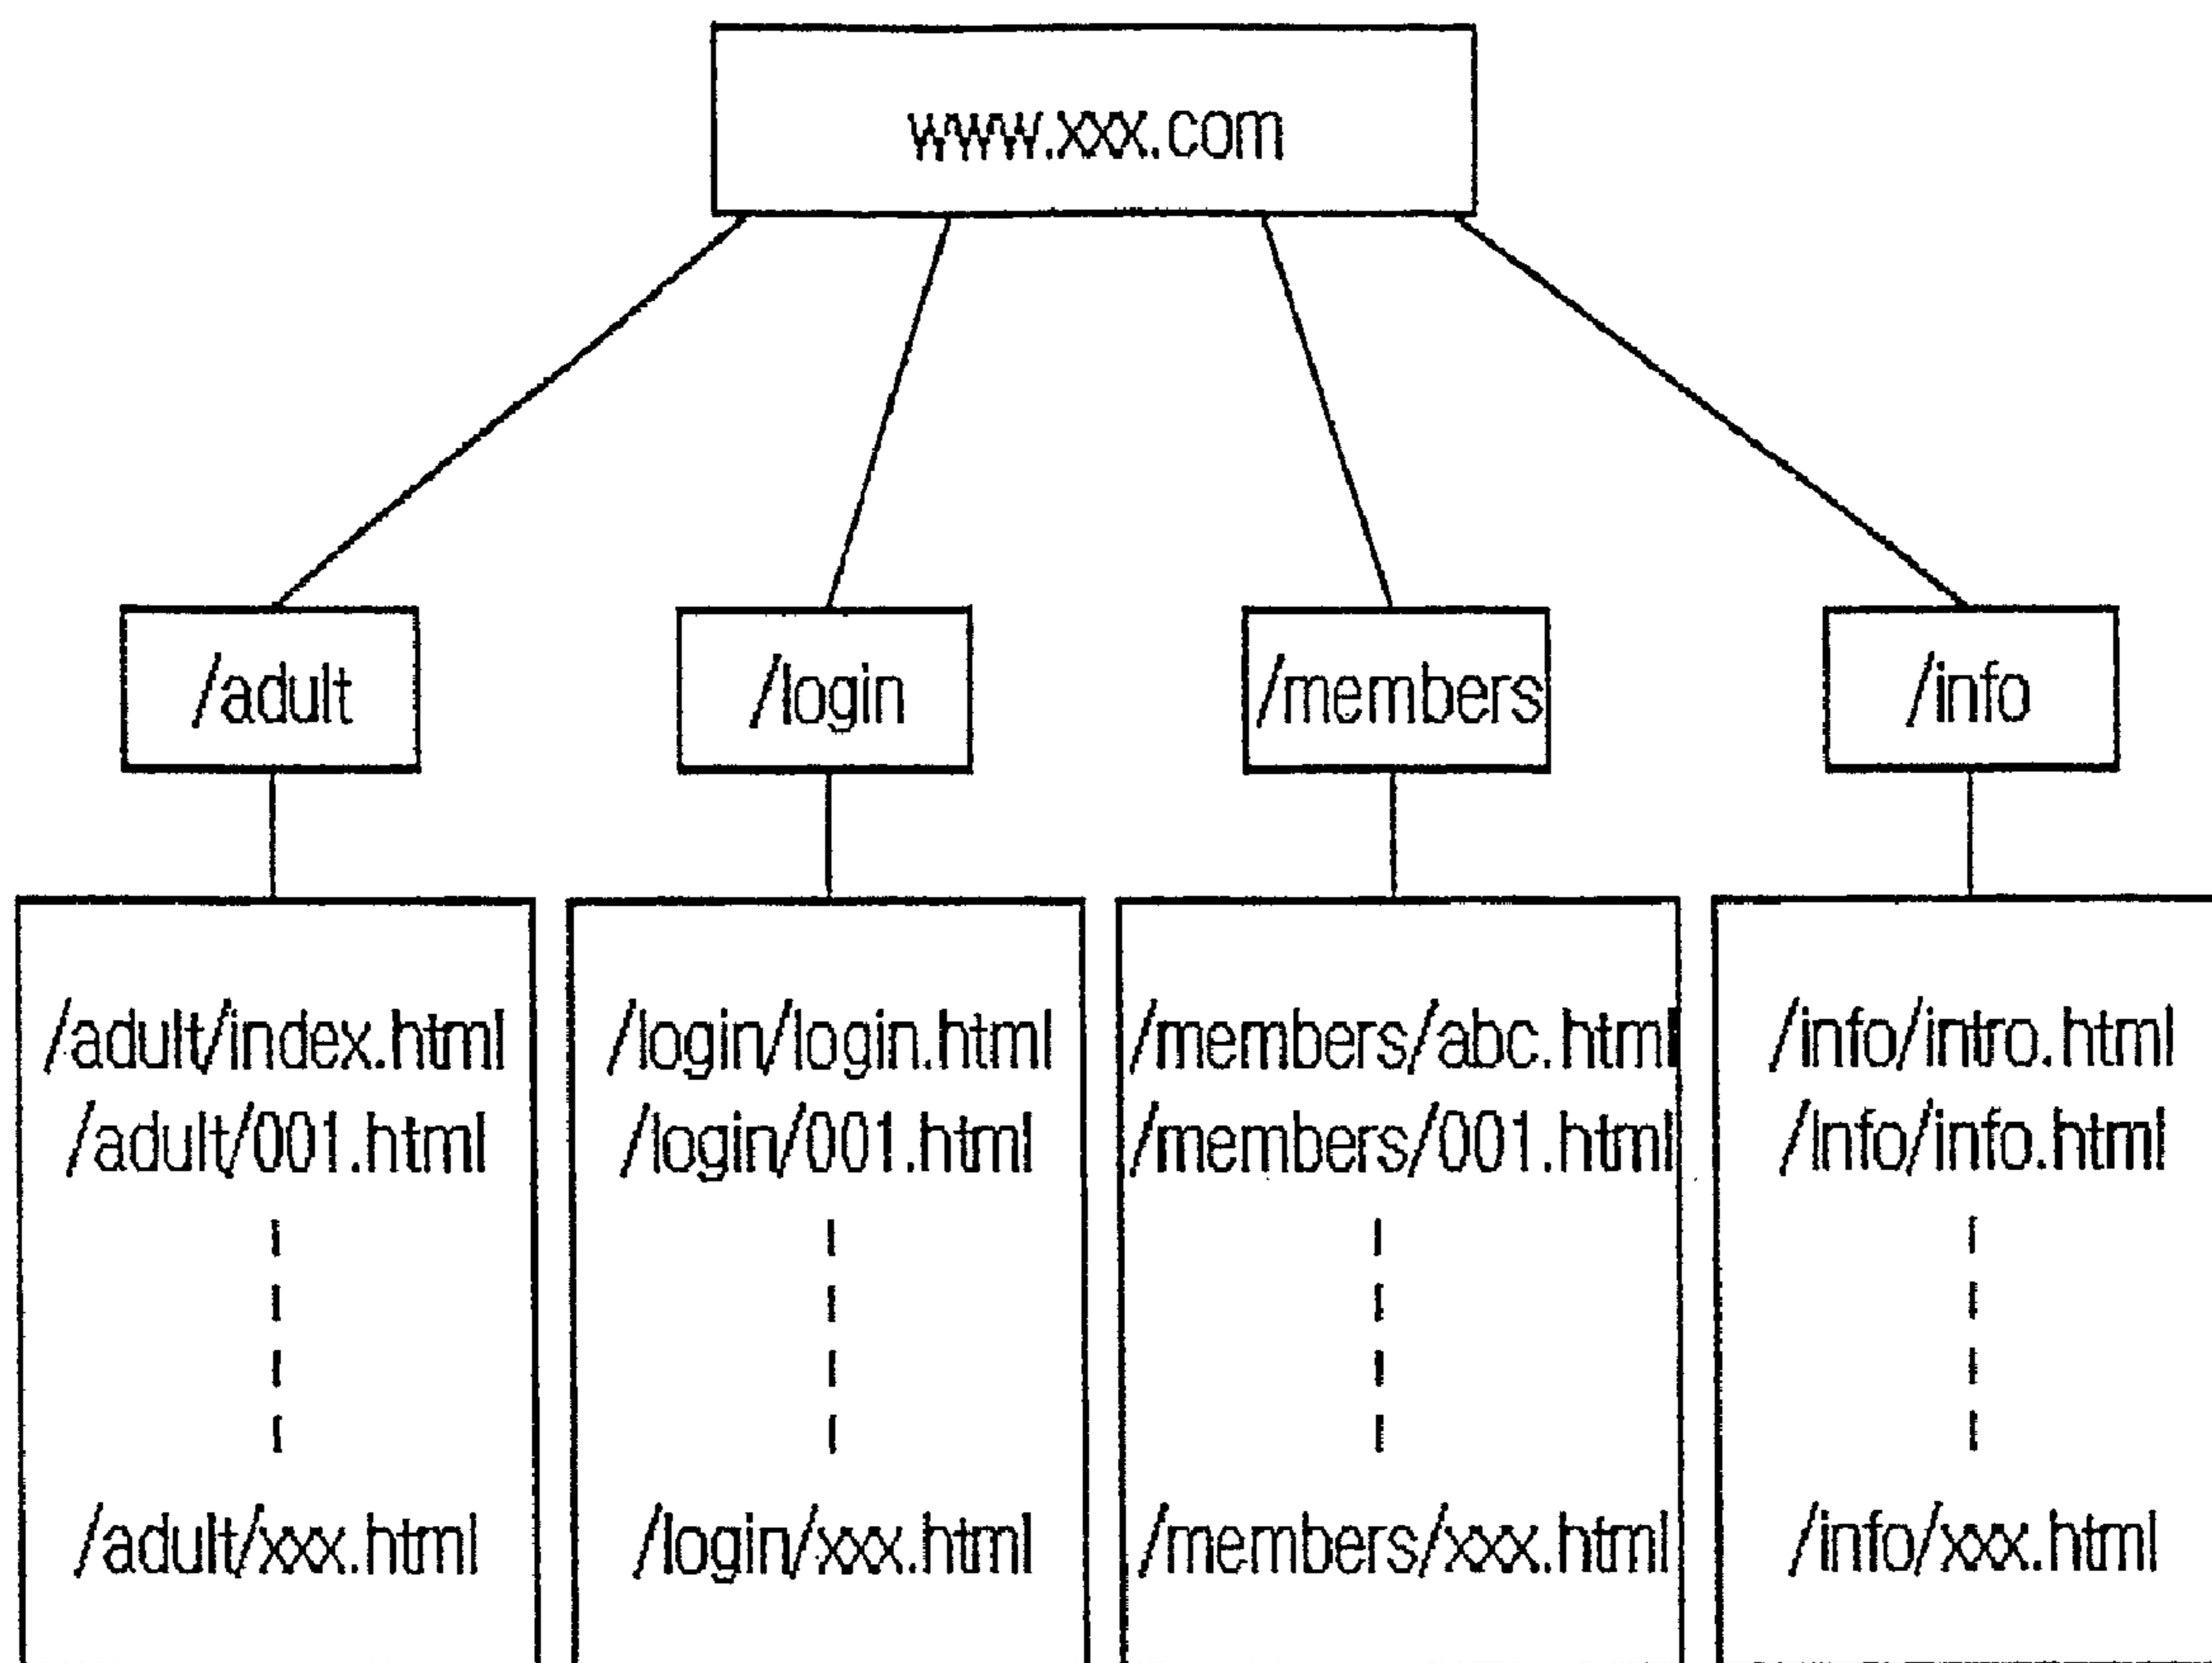 www.xxx.com
/adult
/login
/members
/info
/adult/index.html
/adult/001.html
/adult/xxx.html
/login/login.html
/login/001.html
/login/xxx.html
/members/abc.html
/members/001.html
/members/xxx.html
/info/intro.html
/Info/info.html
/info/xxx.html